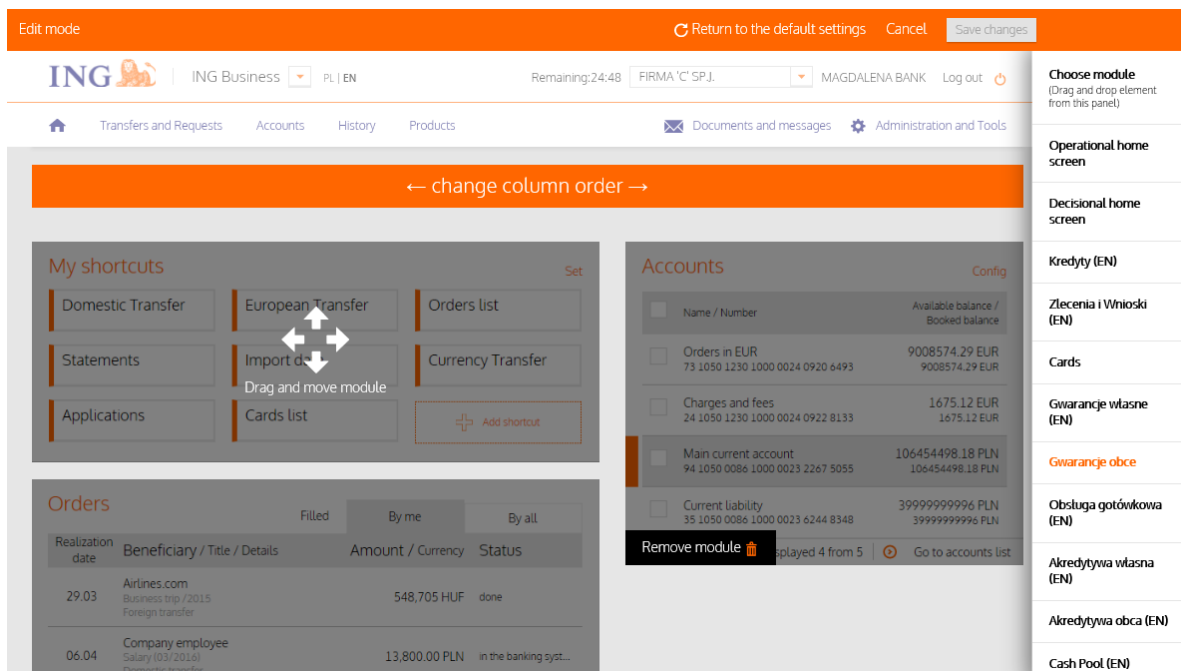 Edit mode
Return to the default settings Cancel Save changes
ING ING Business PL | EN Remaining:24:48 FIRMA 'C' SP.J. MAGDALENA BANK Log out
Transfers and Requests Accounts History Products Documents and messages Administration and Tools
← change column order →
My shortcuts Set
Domestic Transfer European Transfer Orders list
Statements Import Currency Transfer
Drag and move module
Applications Cards list Add shortcut
Orders
Filled By me By all
Realization date Beneficiary / Title / Details Amount / Currency Status
29.03 Airlines.com 548,705 HUF done
Business trip /2015
Foreign transfer
06.04 Company employee 13,800.00 PLN in the banking syst...
Salary (03/2016)
Domestic transfer
Accounts Config
Name / Number Available balance /
Booked balance
Orders in EUR 9008574.29 EUR
73 1050 1230 1000 0024 0920 6493 9008574.29 EUR
Charges and fees 1675.12 EUR
24 1050 1230 1000 0024 0922 8133 1675.12 EUR
Main current account 106454498.18 PLN
94 1050 0086 1000 0023 2267 5055 106454498.18 PLN
Current liability 39999999996 PLN
35 1050 0086 1000 0023 6244 8348 39999999996 PLN
Remove module splayed 4 from 5 Go to accounts list
Choose module
(Drag and drop element
from this panel)
Operational home
screen
Decisional home
screen
Kredyty (EN)
Zlecenia i Wnioski
(EN)
Cards
Gwarancje własne
(EN)
Gwarancje obce
Obsługa gotówkowa
(EN)
Akredytywa własna
(EN)
Akredytywa obca (EN)
Cash Pool (EN)